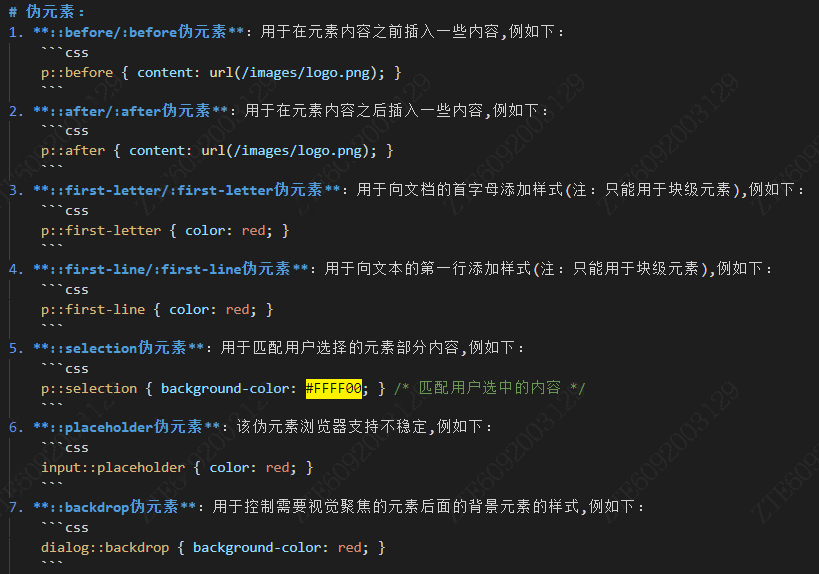 # 伪元素:
1. **::before/:before伪元素**: 用于在元素内容之前插入一些内容,例如下:
```css
p::before { content: url(/images/logo.png); }
```
2. **::after/:after伪元素**: 用于在元素内容之后插入一些内容,例如下:
```css
p::after { content: url(/images/logo.png); }
```
3. **::first-letter/:first-letter伪元素**: 用于向文档的首字母添加样式(注: 只能用于块级元素),例如下:
```css
p::first-letter { color: red; }
```
4. **::first-line/:first-line伪元素**: 用于向文本的第一行添加样式(注: 只能用于块级元素),例如下:
```css
p::first-line { color: red; }
```
5. **::selection伪元素**: 用于匹配用户选择的元素部分内容,例如下:
```css
p::selection { background-color: #FFFF00; } /* 匹配用户选中的内容 */
```
6. **::placeholder伪元素**: 该伪元素浏览器支持不稳定,例如下:
```css
input::placeholder { color: red; }
```
7. **::backdrop伪元素**: 用于控制需要视觉聚焦的元素后面的背景元素的样式,例如下:
```css
dialog::backdrop { background-color: red; }
```